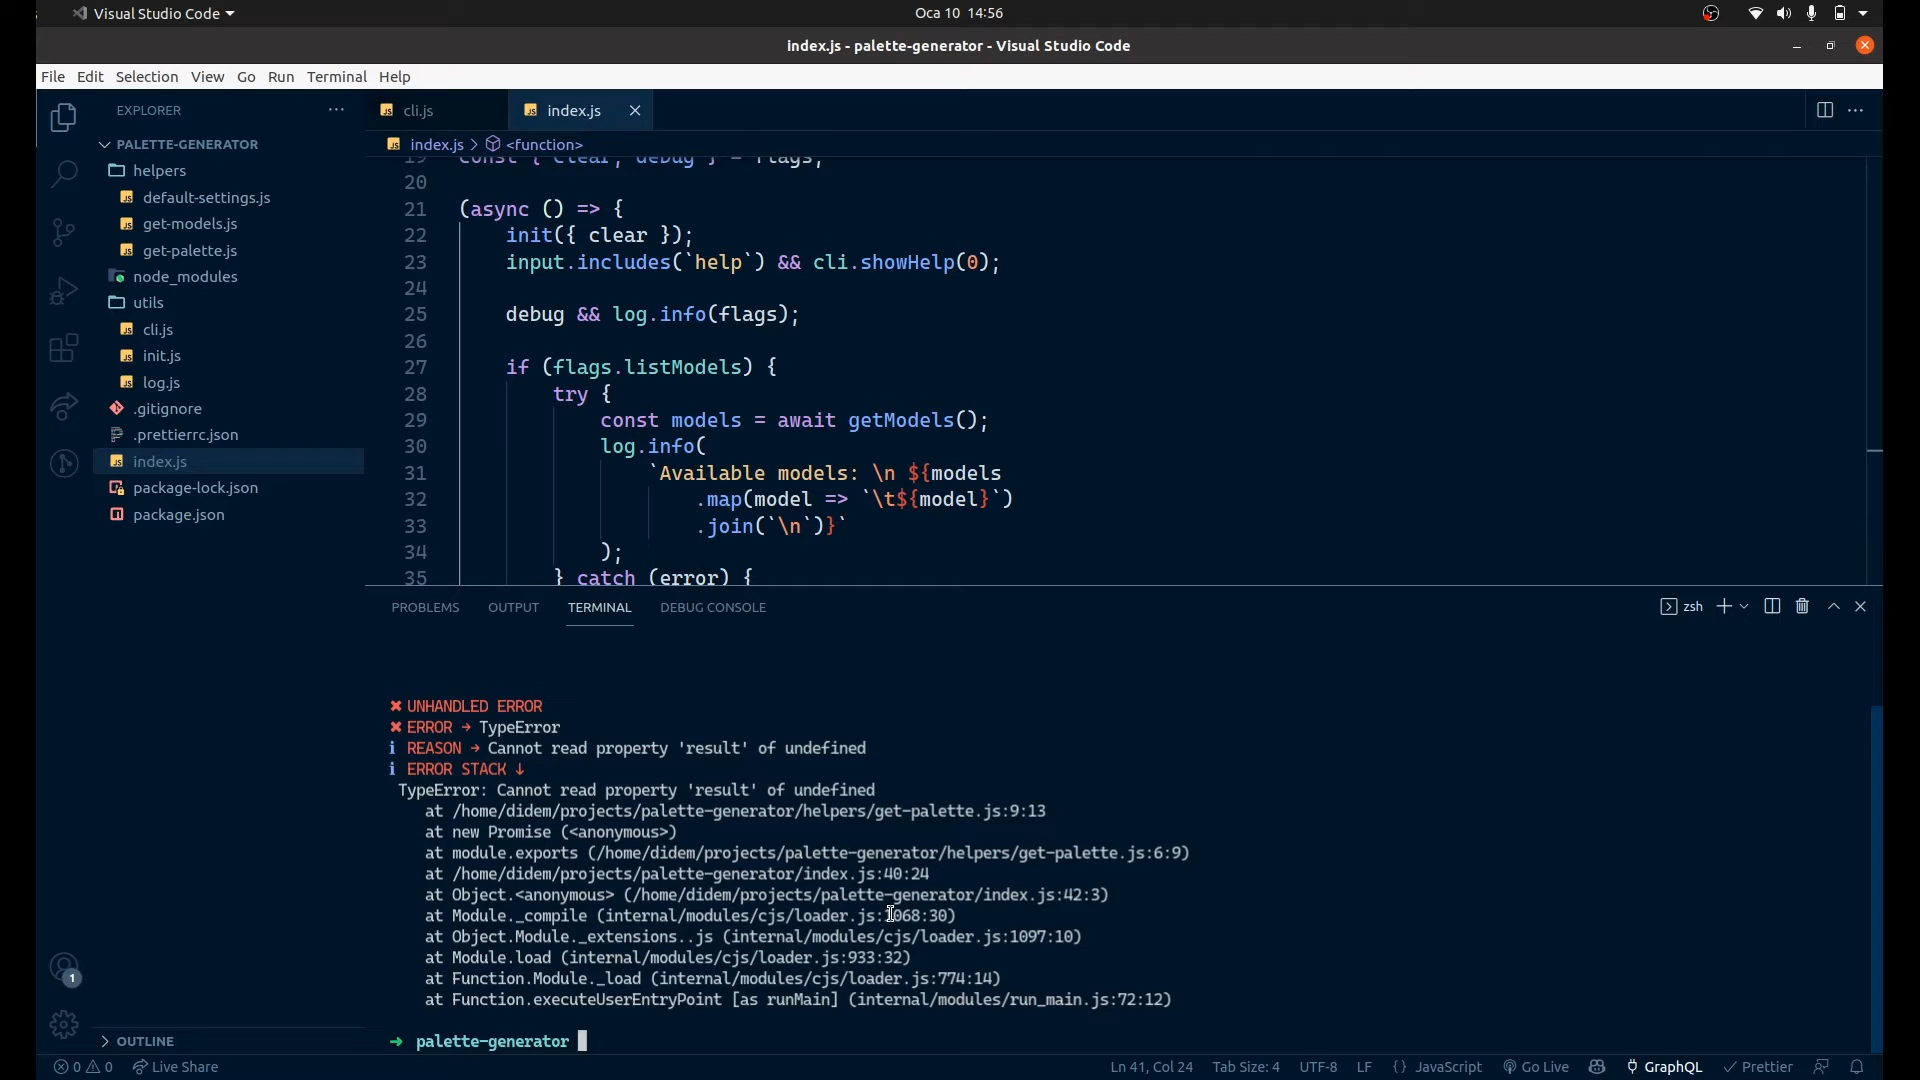 Visual Studio Code
Oca 10 14:56
index.js - palette-generator - Visual Studio Code
File Edit Selection View Go Run Terminal Help
EXPLORER
PALETTE-GENERATOR
helpers
default-settings.js
get-models.js
get-palette.js
node_modules
utils
cli.js
init.js
log.js
.gitignore
.prettierrc.json
index.js
package-lock.json
package.json
OUTLINE
1
cli.js
index.js
index.js > <function>
19 const { clear, debug } = flags;
20
21 (async () => {
22 init({ clear });
23 input.includes(`help`) && cli.showHelp(0);
24
25 debug && log.info(flags);
26
27 if (flags.listModels) {
28 try {
29 const models = await getModels();
30 log.info(
31 `Available models: \n ${models
32 .map(model => `\t${model}`)
33 .join(`\n`)}`
34 );
35 } catch (error) {
PROBLEMS OUTPUT TERMINAL DEBUG CONSOLE
zsh
✖ UNHANDLED ERROR
✖ ERROR → TypeError
ℹ REASON → Cannot read property 'result' of undefined
ℹ ERROR STACK ↓
TypeError: Cannot read property 'result' of undefined
at /home/didem/projects/palette-generator/helpers/get-palette.js:9:13
at new Promise (<anonymous>)
at module.exports (/home/didem/projects/palette-generator/helpers/get-palette.js:6:9)
at /home/didem/projects/palette-generator/index.js:40:24
at Object.<anonymous> (/home/didem/projects/palette-generator/index.js:42:3)
at Module._compile (internal/modules/cjs/loader.js:1068:30)
at Object.Module._extensions..js (internal/modules/cjs/loader.js:1097:10)
at Module.load (internal/modules/cjs/loader.js:933:32)
at Function.Module._load (internal/modules/cjs/loader.js:774:14)
at Function.executeUserEntryPoint [as runMain] (internal/modules/run_main.js:72:12)
➜ palette-generator
0 0 Live Share
Ln 41, Col 24 Tab Size: 4 UTF-8 LF {} JavaScript Go Live GraphQL Prettier